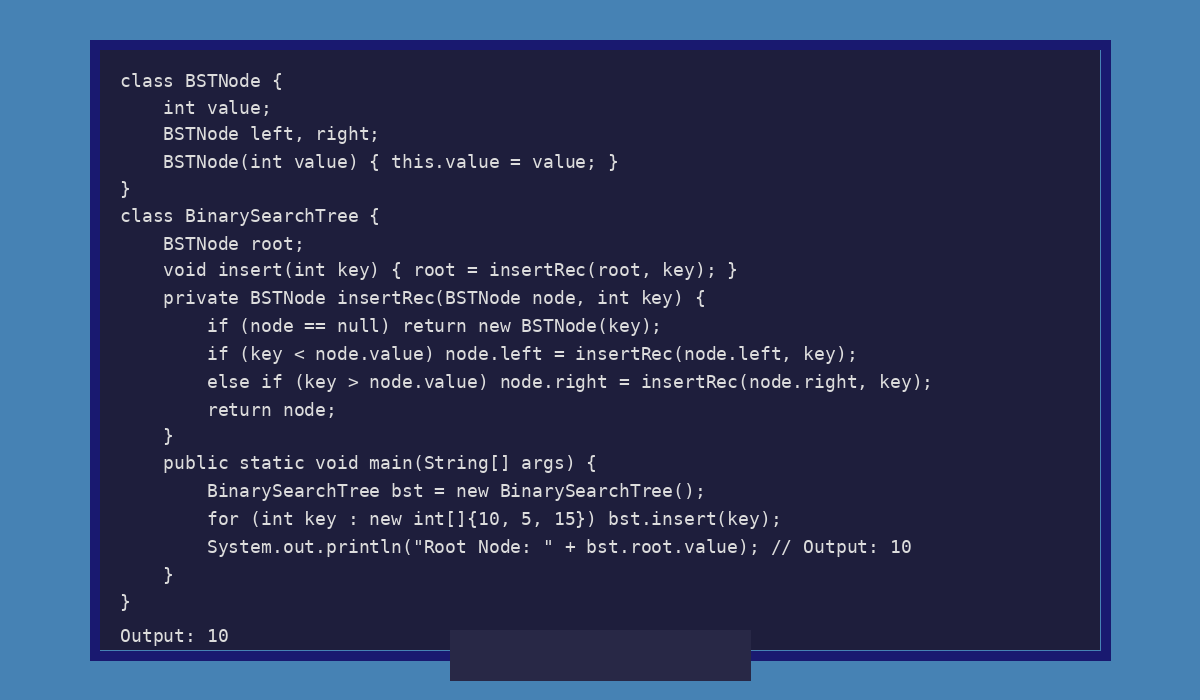 class BSTNode {
    int value;
    BSTNode left, right;
    BSTNode(int value) { this.value = value; }
}
class BinarySearchTree {
    BSTNode root;
    void insert(int key) { root = insertRec(root, key); }
    private BSTNode insertRec(BSTNode node, int key) {
        if (node == null) return new BSTNode(key);
        if (key < node.value) node.left = insertRec(node.left, key);
        else if (key > node.value) node.right = insertRec(node.right, key);
        return node;
    }
    public static void main(String[] args) {
        BinarySearchTree bst = new BinarySearchTree();
        for (int key : new int[]{10, 5, 15}) bst.insert(key);
        System.out.println("Root Node: " + bst.root.value); // Output: 10
    }
}
Output: 10